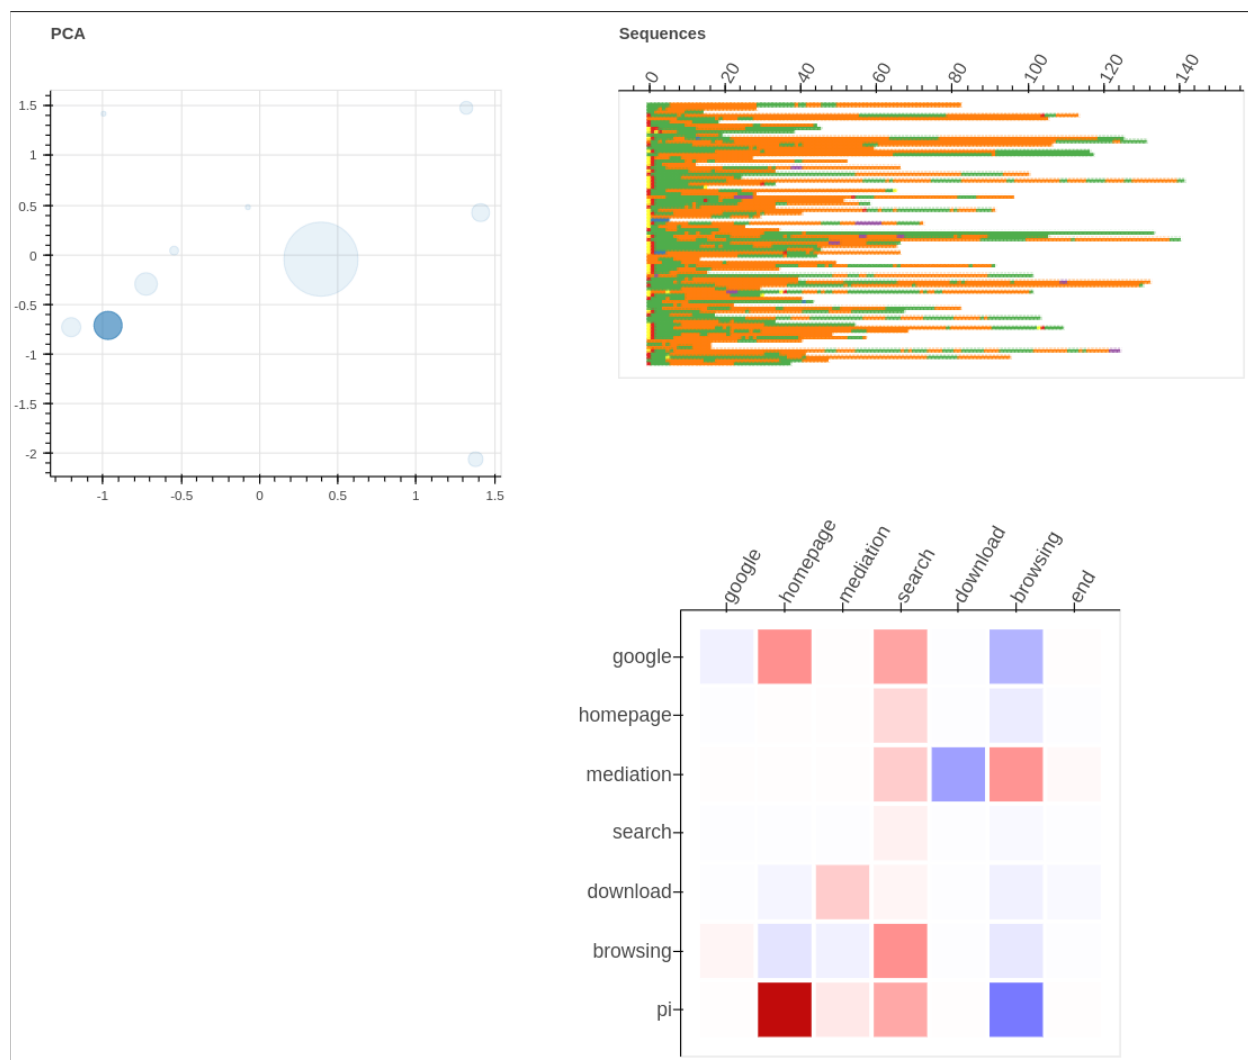 PCA
Sequences
0 20 40 60 80 100 120 140
1.5
1
0.5
0
-0.5
-1
-1.5
-2
-1 -0.5 0 0.5 1 1.5
google homepage mediation search download browsing end
google
homepage
mediation
search
download
browsing
pi